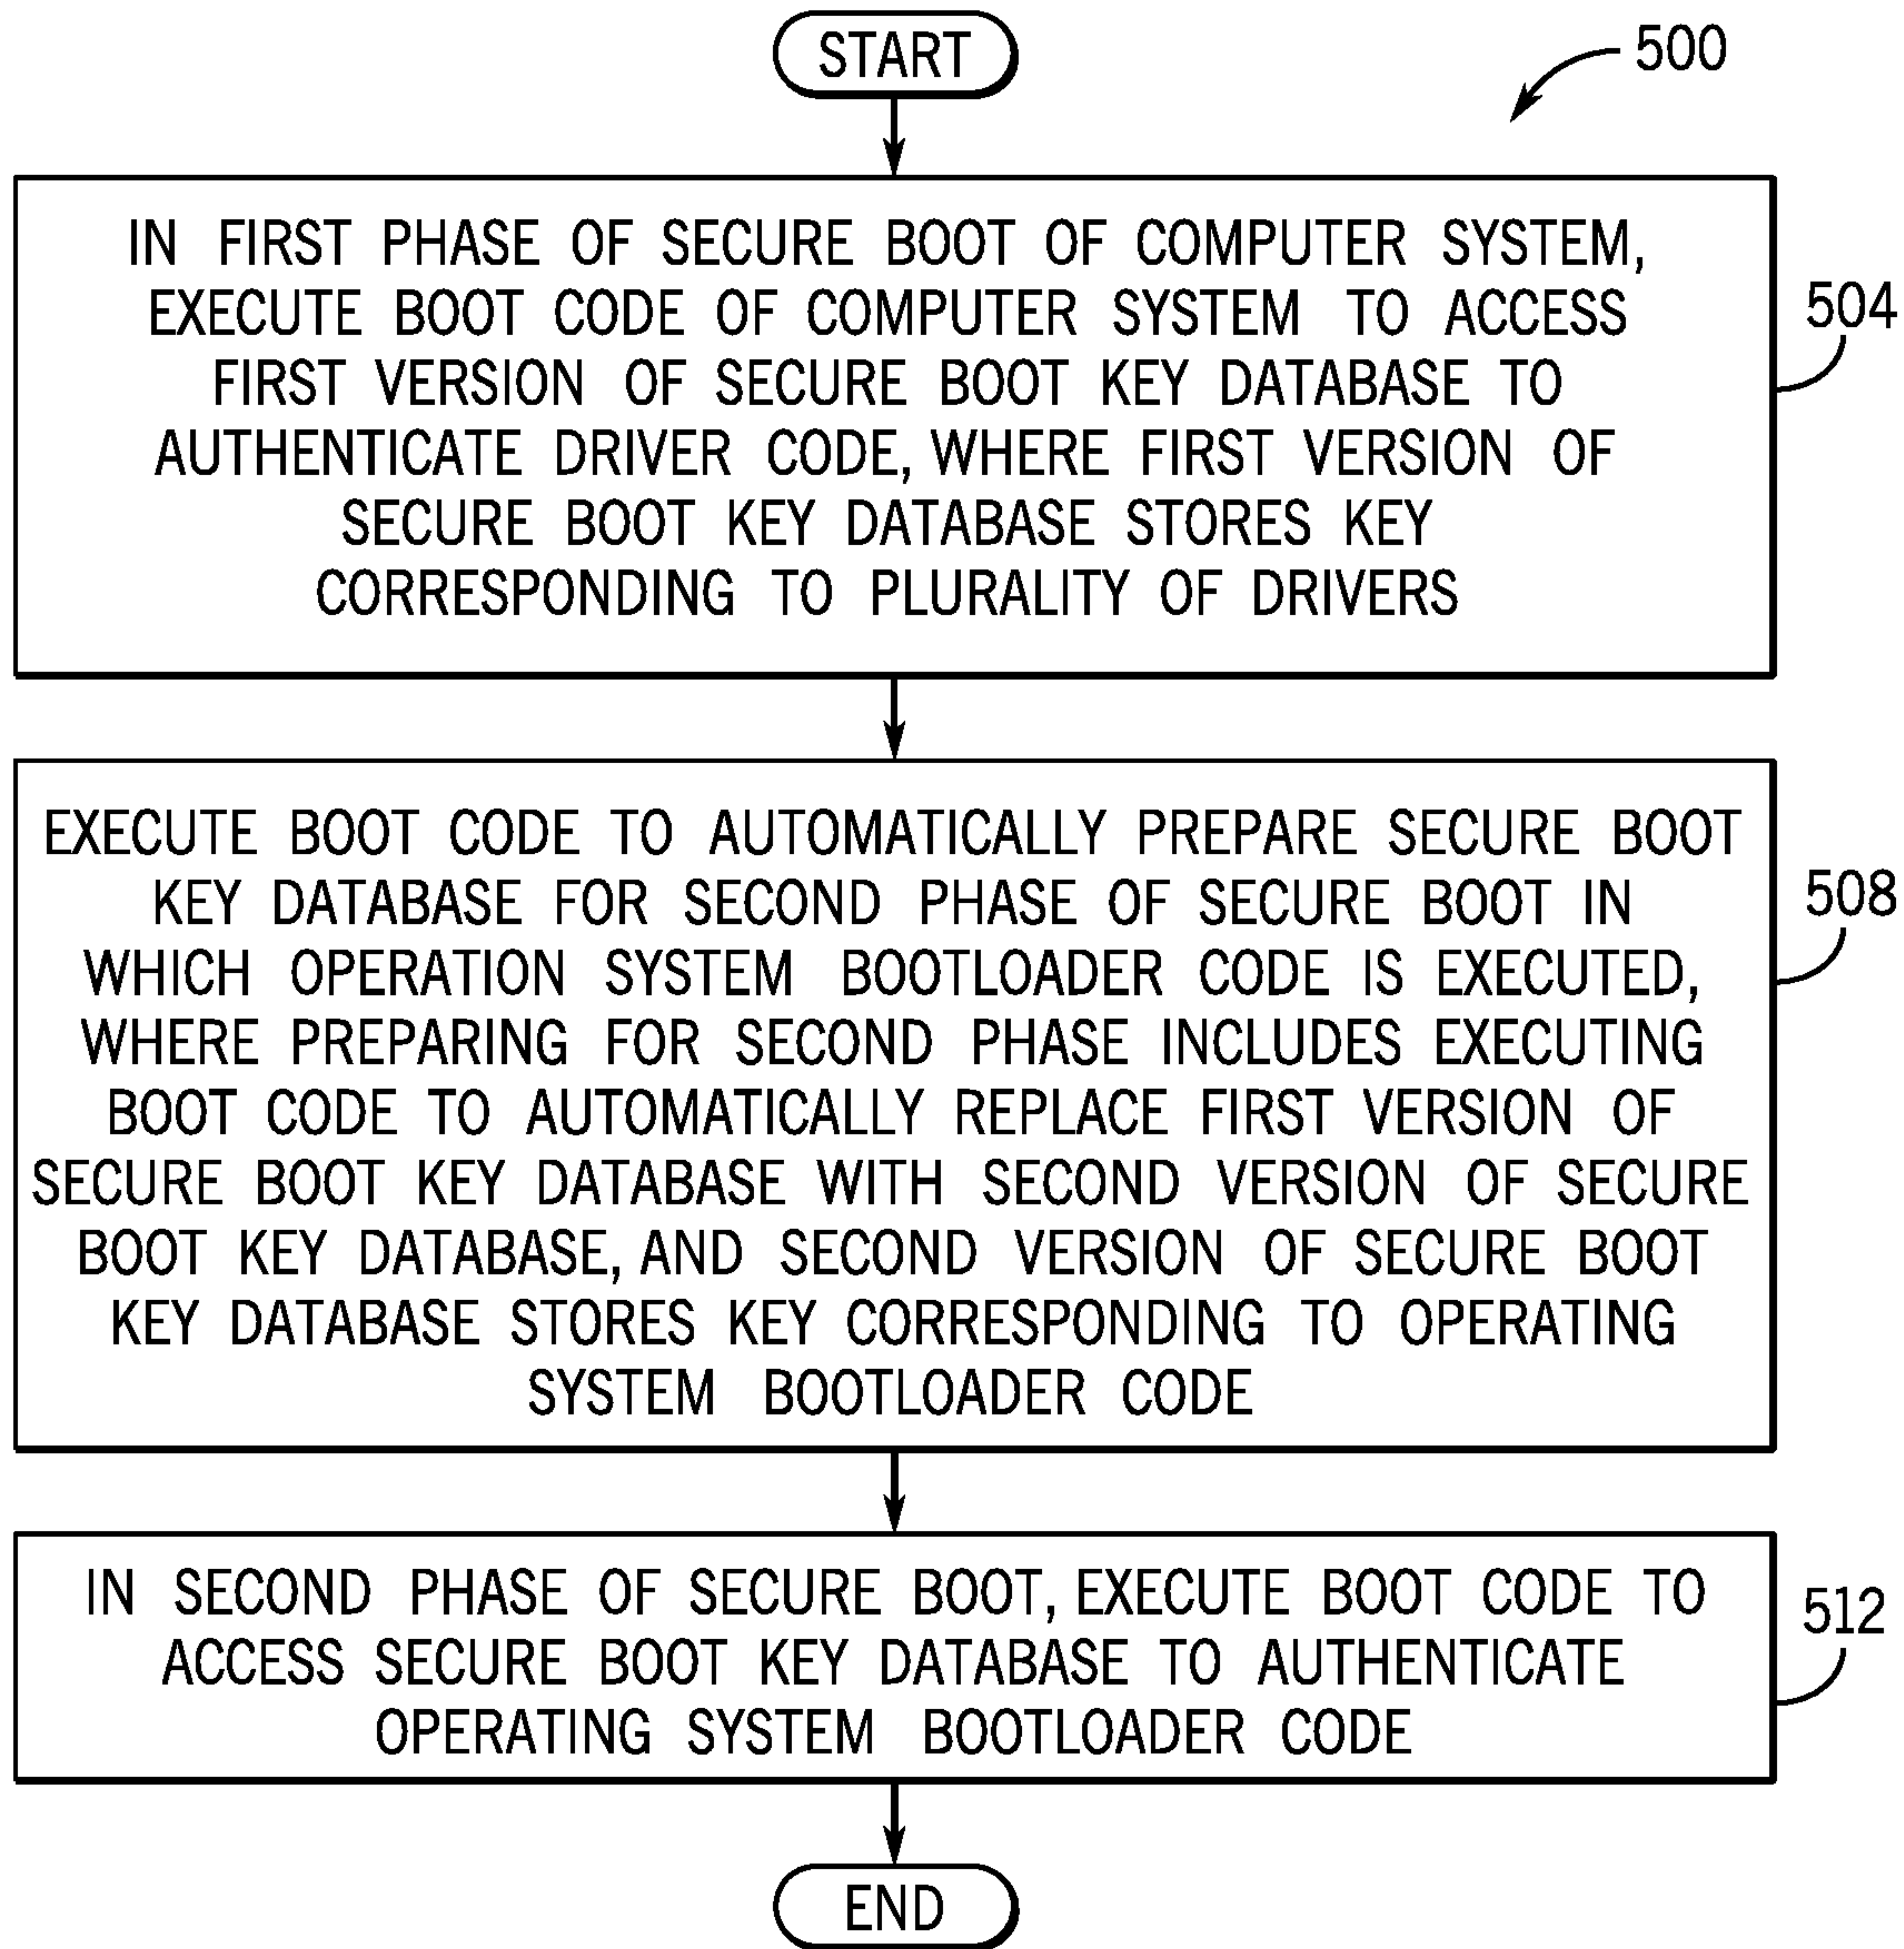 START
500
IN FIRST PHASE OF SECURE BOOT OF COMPUTER SYSTEM,
EXECUTE BOOT CODE OF COMPUTER SYSTEM TO ACCESS
FIRST VERSION OF SECURE BOOT KEY DATABASE TO
AUTHENTICATE DRIVER CODE, WHERE FIRST VERSION OF
SECURE BOOT KEY DATABASE STORES KEY
CORRESPONDING TO PLURALITY OF DRIVERS
504
EXECUTE BOOT CODE TO AUTOMATICALLY PREPARE SECURE BOOT
KEY DATABASE FOR SECOND PHASE OF SECURE BOOT IN
WHICH OPERATION SYSTEM BOOTLOADER CODE IS EXECUTED,
WHERE PREPARING FOR SECOND PHASE INCLUDES EXECUTING
BOOT CODE TO AUTOMATICALLY REPLACE FIRST VERSION OF
SECURE BOOT KEY DATABASE WITH SECOND VERSION OF SECURE
BOOT KEY DATABASE, AND SECOND VERSION OF SECURE BOOT
KEY DATABASE STORES KEY CORRESPONDING TO OPERATING
SYSTEM BOOTLOADER CODE
508
IN SECOND PHASE OF SECURE BOOT, EXECUTE BOOT CODE TO
ACCESS SECURE BOOT KEY DATABASE TO AUTHENTICATE
OPERATING SYSTEM BOOTLOADER CODE
512
END